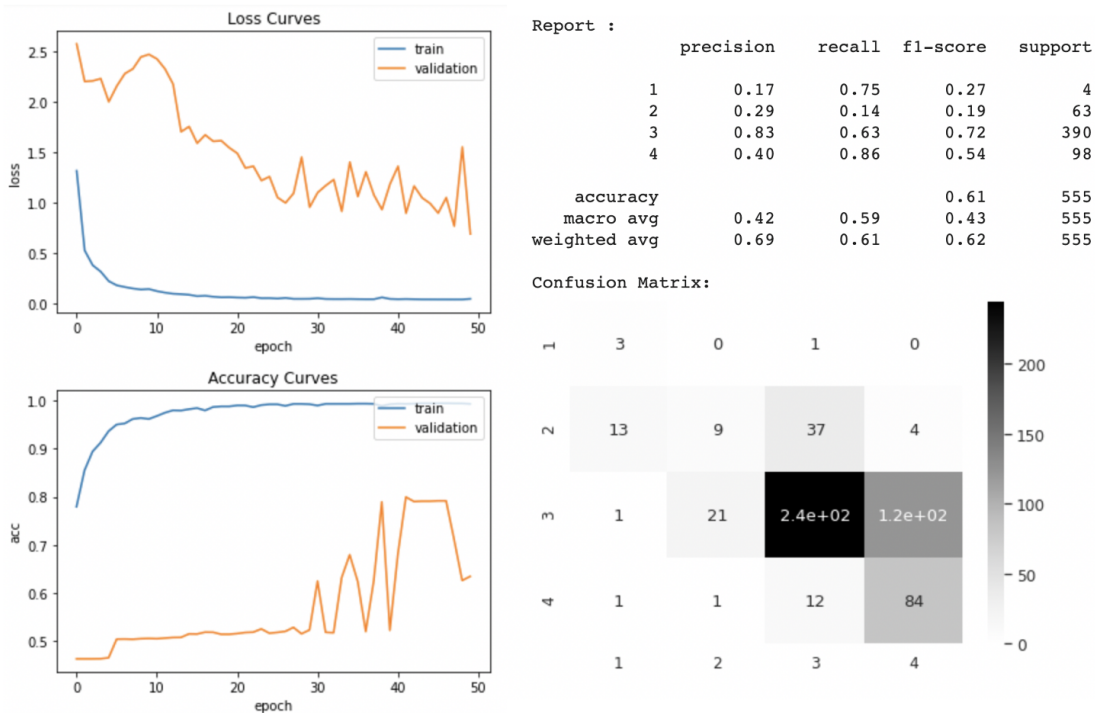 Loss Curves
train
validation
2.5
2.0
1.5
1.0
0.5
0.0
loss
0 10 20 30 40 50
epoch
Accuracy Curves
train
validation
1.0
0.9
0.8
0.7
0.6
0.5
acc
0 10 20 30 40 50
epoch
Report :
precision recall f1-score support
1 0.17 0.75 0.27 4
2 0.29 0.14 0.19 63
3 0.83 0.63 0.72 390
4 0.40 0.86 0.54 98
accuracy 0.61 555
macro avg 0.42 0.59 0.43 555
weighted avg 0.69 0.61 0.62 555
Confusion Matrix:
1 3 0 1 0
2 13 9 37 4
3 1 21 2.4e+02 1.2e+02
4 1 1 12 84
1 2 3 4
200
150
100
50
0